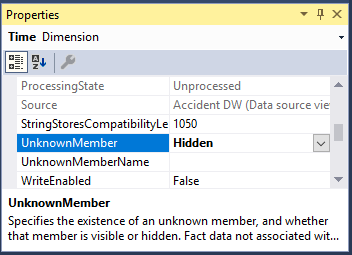 Properties
Time Dimension
ProcessingState Unprocessed
Source Accident DW (Data source vie
StringStoresCompatibilityLe 1050
UnknownMember Hidden
UnknownMemberName
WriteEnabled False
UnknownMember
Specifies the existence of an unknown member, and whether
that member is visible or hidden. Fact data not associated wit...